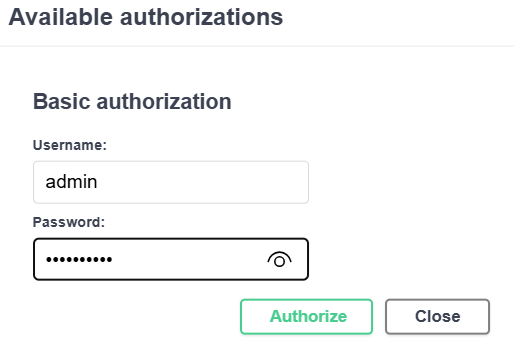 Available authorizations
Basic authorization
Username:
admin
Password:
••••••••••
Authorize Close